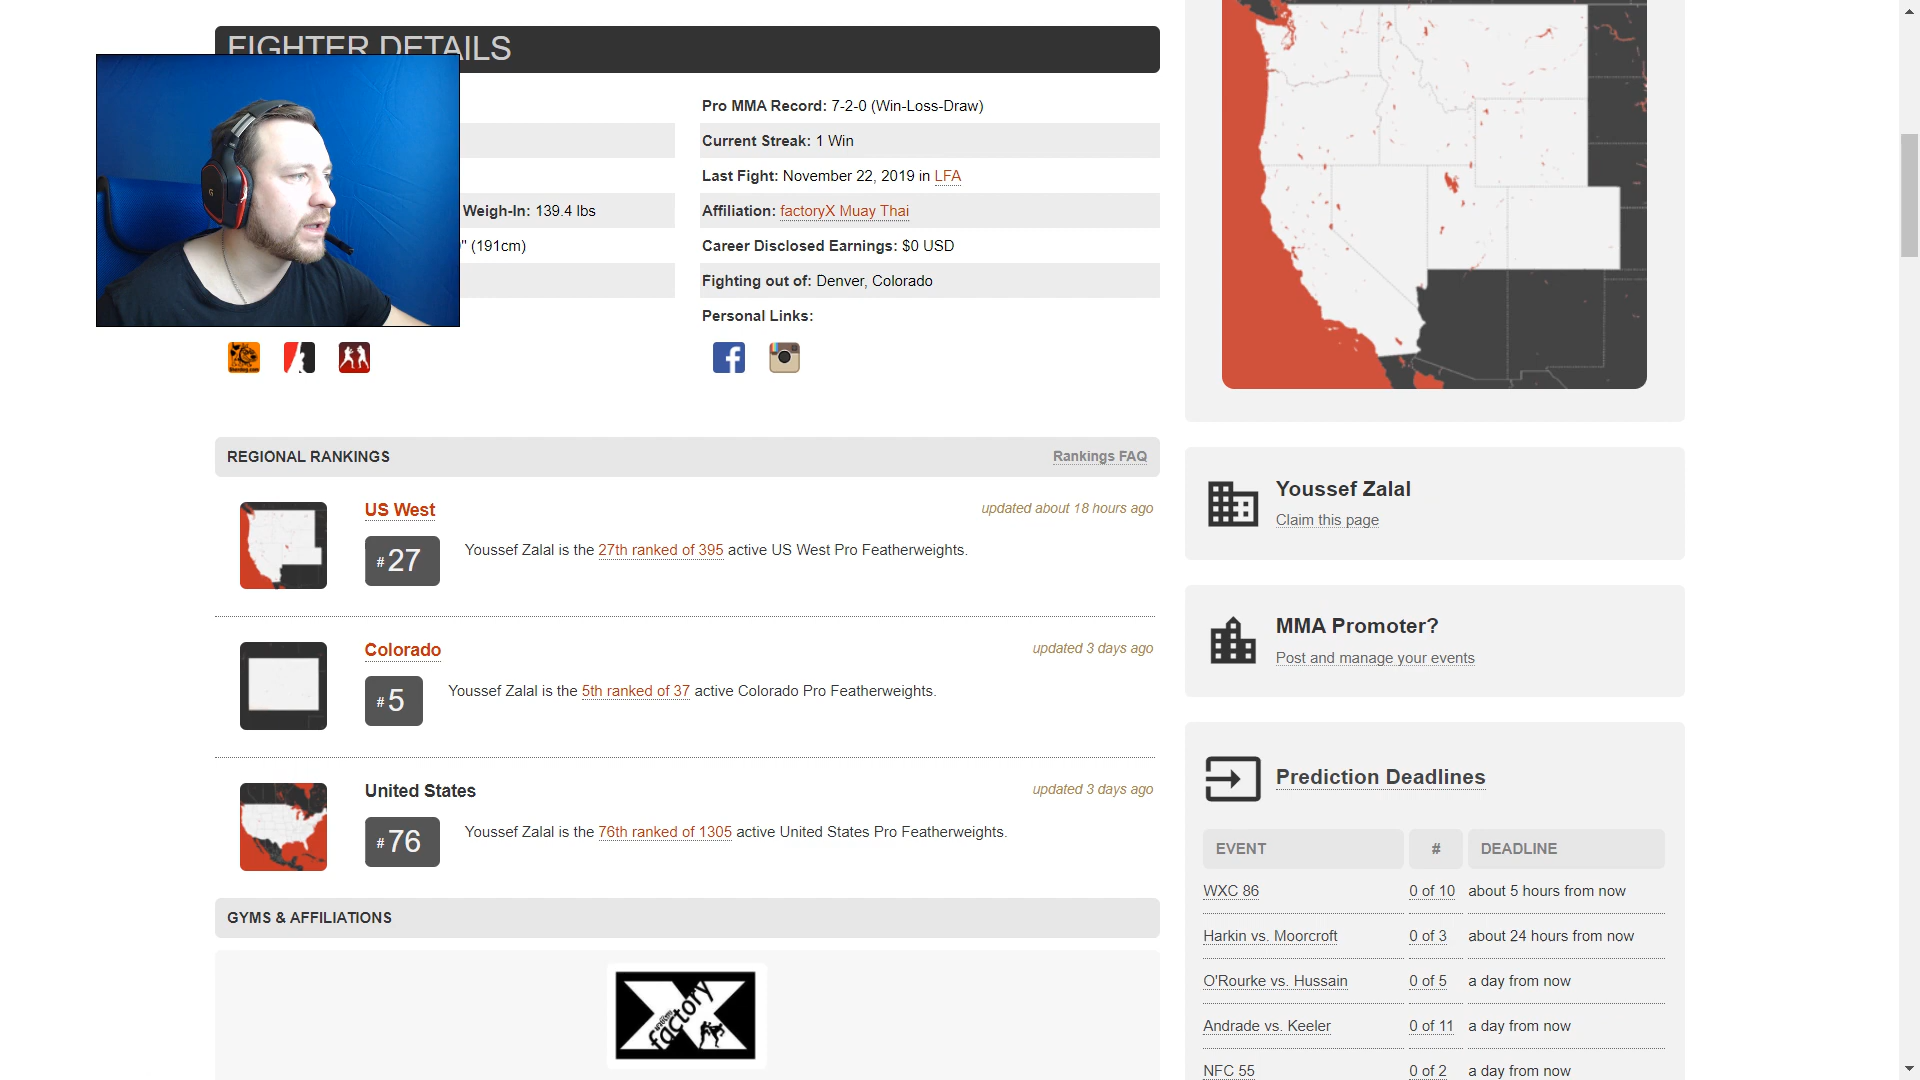 FIGHTER DETAILS
Pro MMA Record: 7-2-0 (Win-Loss-Draw)
Current Streak: 1 Win
Last Fight: November 22, 2019 in LFA
Weigh-In: 139.4 lbs
Affiliation: factoryX Muay Thai
" (191cm)
Career Disclosed Earnings: $0 USD
Fighting out of: Denver, Colorado
Personal Links:
REGIONAL RANKINGS
Rankings FAQ
US West
updated about 18 hours ago
#27
Youssef Zalal is the 27th ranked of 395 active US West Pro Featherweights.
Colorado
updated 3 days ago
#5
Youssef Zalal is the 5th ranked of 37 active Colorado Pro Featherweights.
United States
updated 3 days ago
#76
Youssef Zalal is the 76th ranked of 1305 active United States Pro Featherweights.
GYMS & AFFILIATIONS
factory
Youssef Zalal
Claim this page
MMA Promoter?
Post and manage your events
Prediction Deadlines
EVENT # DEADLINE
WXC 86 0 of 10 about 5 hours from now
Harkin vs. Moorcroft 0 of 3 about 24 hours from now
O'Rourke vs. Hussain 0 of 5 a day from now
Andrade vs. Keeler 0 of 11 a day from now
NFC 55 0 of 2 a day from now